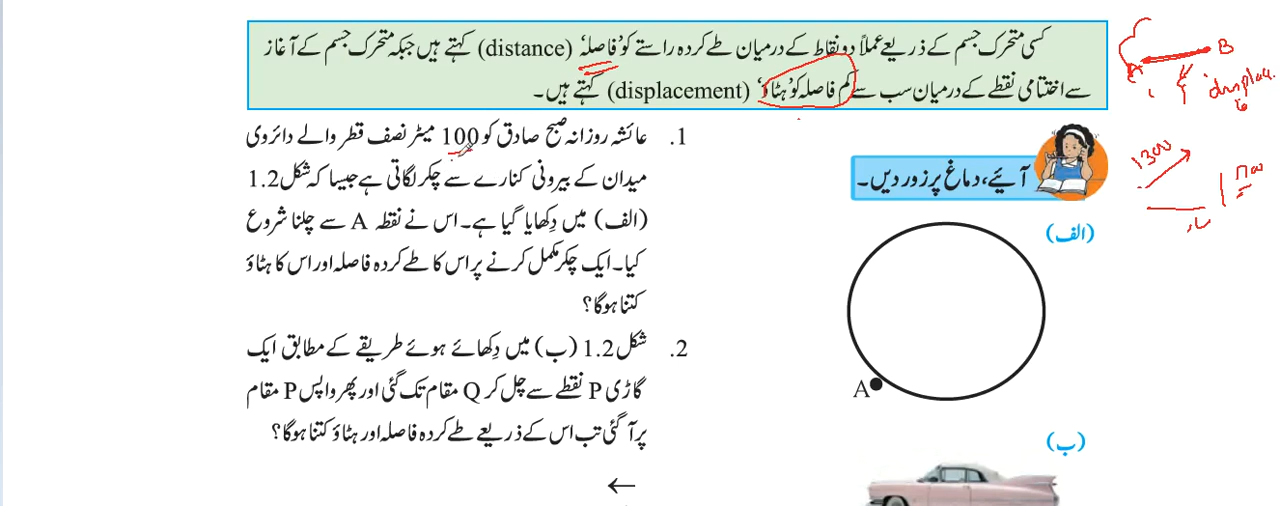 کسی متحرک جسم کے ذریعے عملاً دو نقاط کے درمیان طے کردہ راستے کو 'فاصلہ' (distance) کہتے ہیں جبکہ متحرک جسم کے آغاز
سے اختتامی نقطے کے درمیان سب سے کم فاصلہ کو 'ہٹاؤ' (displacement) کہتے ہیں۔
B
آئیے، دماغ پر زور دیں۔
1. عائشہ روزانہ صبح صادق کو 100 میٹر نصف قطر والے دائروی
میدان کے بیرونی کنارے سے چکر لگاتی ہے جیسا کہ شکل 1.2
(الف) میں دِکھایا گیا ہے۔ اس نے نقطہ A سے چلنا شروع
کیا۔ ایک چکر مکمل کرنے پر اس کا طے کردہ فاصلہ اور اس کا ہٹاؤ
کتنا ہوگا؟
2. شکل 1.2 (ب) میں دِکھائے ہوئے طریقے کے مطابق ایک
گاڑی P نقطے سے چل کر Q مقام تک گئی اور پھر واپس P مقام
پر آ گئی تب اس کے ذریعے طے کردہ فاصلہ اور ہٹاؤ کتنا ہوگا؟
←
(الف)
A
(ب)